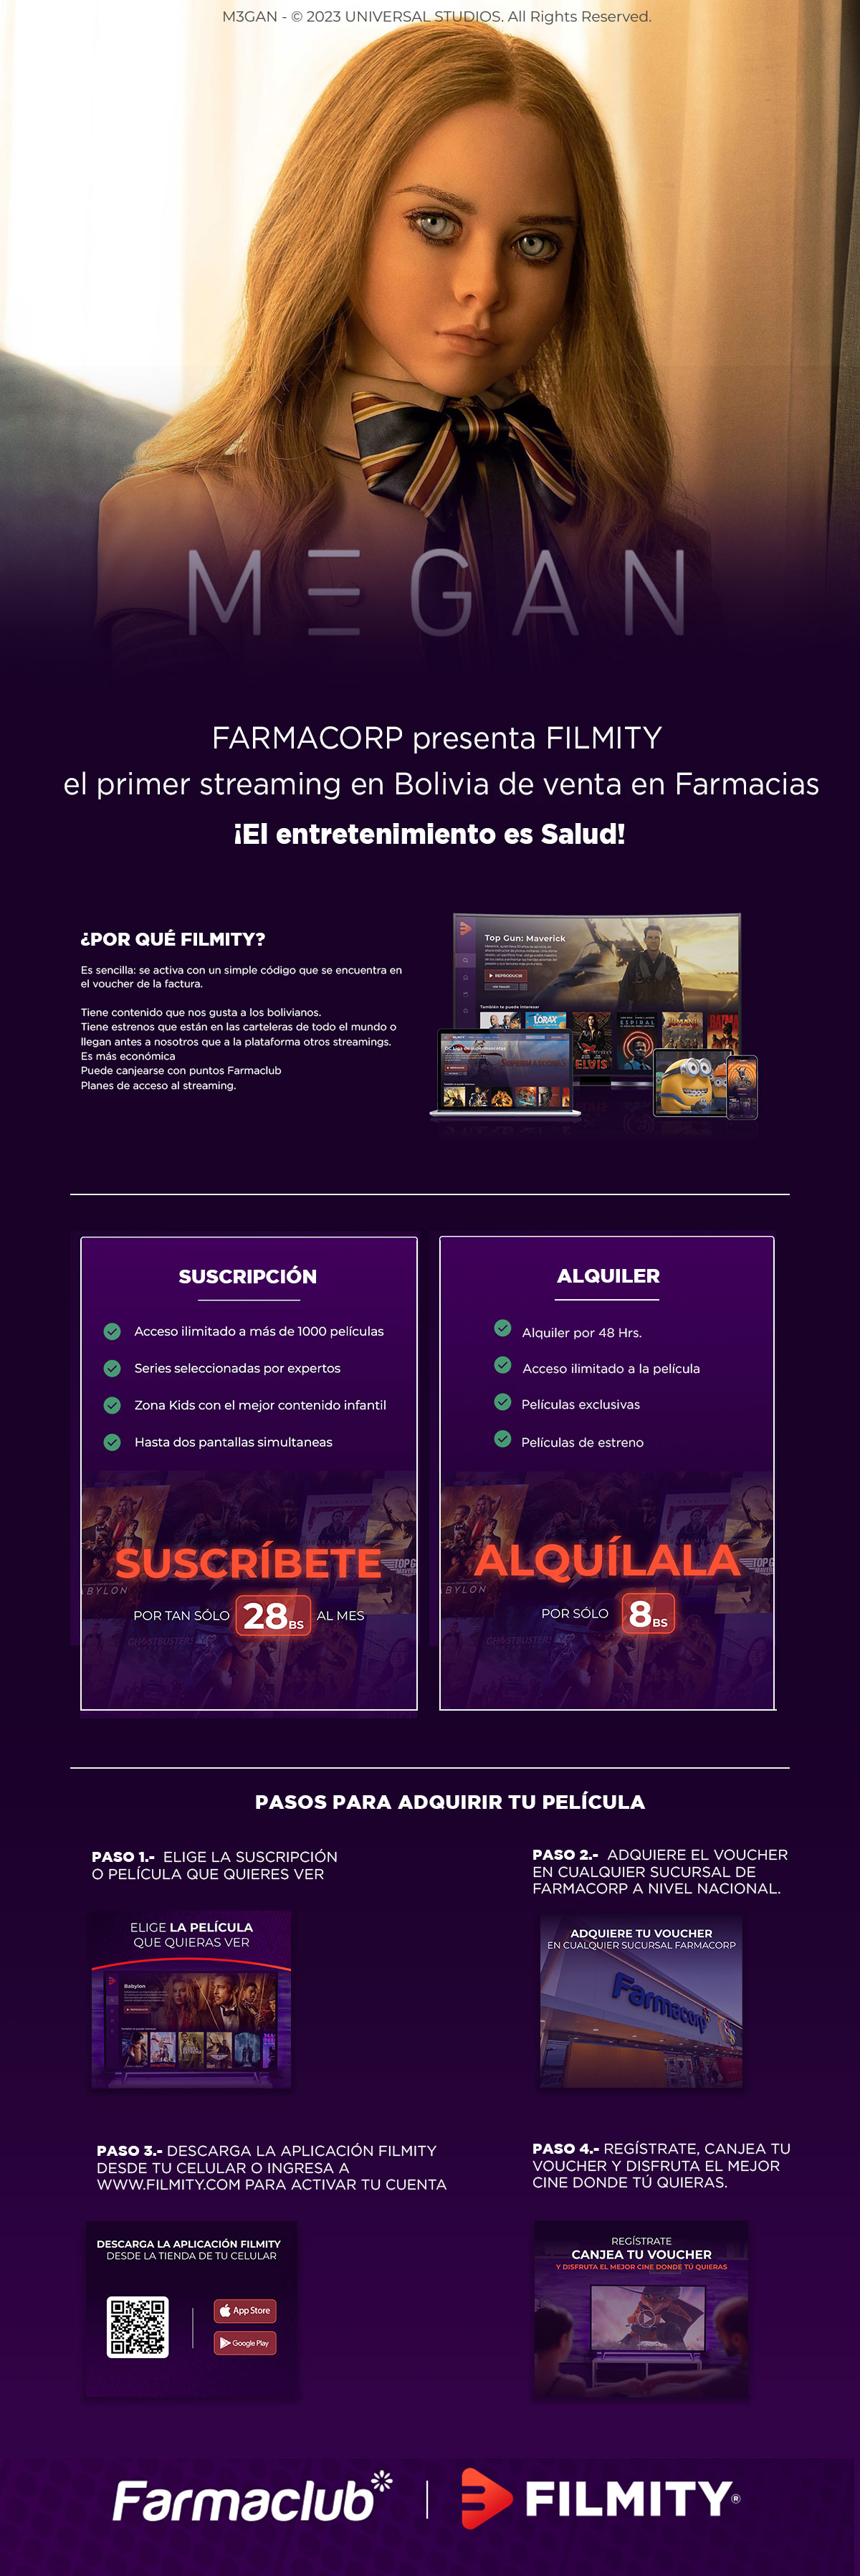 M3GAN - © 2023 UNIVERSAL STUDIOS. All Rights Reserved.
M Ξ G A N
FARMACORP presenta FILMITY
el primer streaming en Bolivia de venta en Farmacias
¡El entretenimiento es Salud!
¿POR QUÉ FILMITY?
Es sencilla: se activa con un simple código que se encuentra en
el voucher de la factura.
Tiene contenido que nos gusta a los bolivianos.
Tiene estrenos que están en las carteleras de todo el mundo o
llegan antes a nosotros que a la plataforma otros streamings.
Es más económica
Puede canjearse con puntos Farmaclub
Planes de acceso al streaming.
Top Gun: Maverick
REPRODUCIR
También te puede interesar
LORAX
ELVIS
ESPIRAL
SUSCRIPCIÓN
Acceso ilimitado a más de 1000 películas
Series seleccionadas por expertos
Zona Kids con el mejor contenido infantil
Hasta dos pantallas simultaneas
SUSCRÍBETE
POR TAN SÓLO 28 BS AL MES
ALQUILER
Alquiler por 48 Hrs.
Acceso ilimitado a la película
Películas exclusivas
Películas de estreno
ALQUÍLALA
POR SÓLO 8 BS
PASOS PARA ADQUIRIR TU PELÍCULA
PASO 1.- ELIGE LA SUSCRIPCIÓN
O PELÍCULA QUE QUIERES VER
ELIGE LA PELÍCULA
QUE QUIERAS VER
Babylon
PASO 2.- ADQUIERE EL VOUCHER
EN CUALQUIER SUCURSAL DE
FARMACORP A NIVEL NACIONAL.
ADQUIERE TU VOUCHER
EN CUALQUIER SUCURSAL FARMACORP
Farmacorp
PASO 3.- DESCARGA LA APLICACIÓN FILMITY
DESDE TU CELULAR O INGRESA A
WWW.FILMITY.COM PARA ACTIVAR TU CUENTA
DESCARGA LA APLICACIÓN FILMITY
DESDE LA TIENDA DE TU CELULAR
App Store
Google Play
PASO 4.- REGÍSTRATE, CANJEA TU
VOUCHER Y DISFRUTA EL MEJOR
CINE DONDE TÚ QUIERAS.
REGÍSTRATE
CANJEA TU VOUCHER
Y DISFRUTA EL MEJOR CINE DONDE TÚ QUIERAS
Farmaclub
FILMITY®